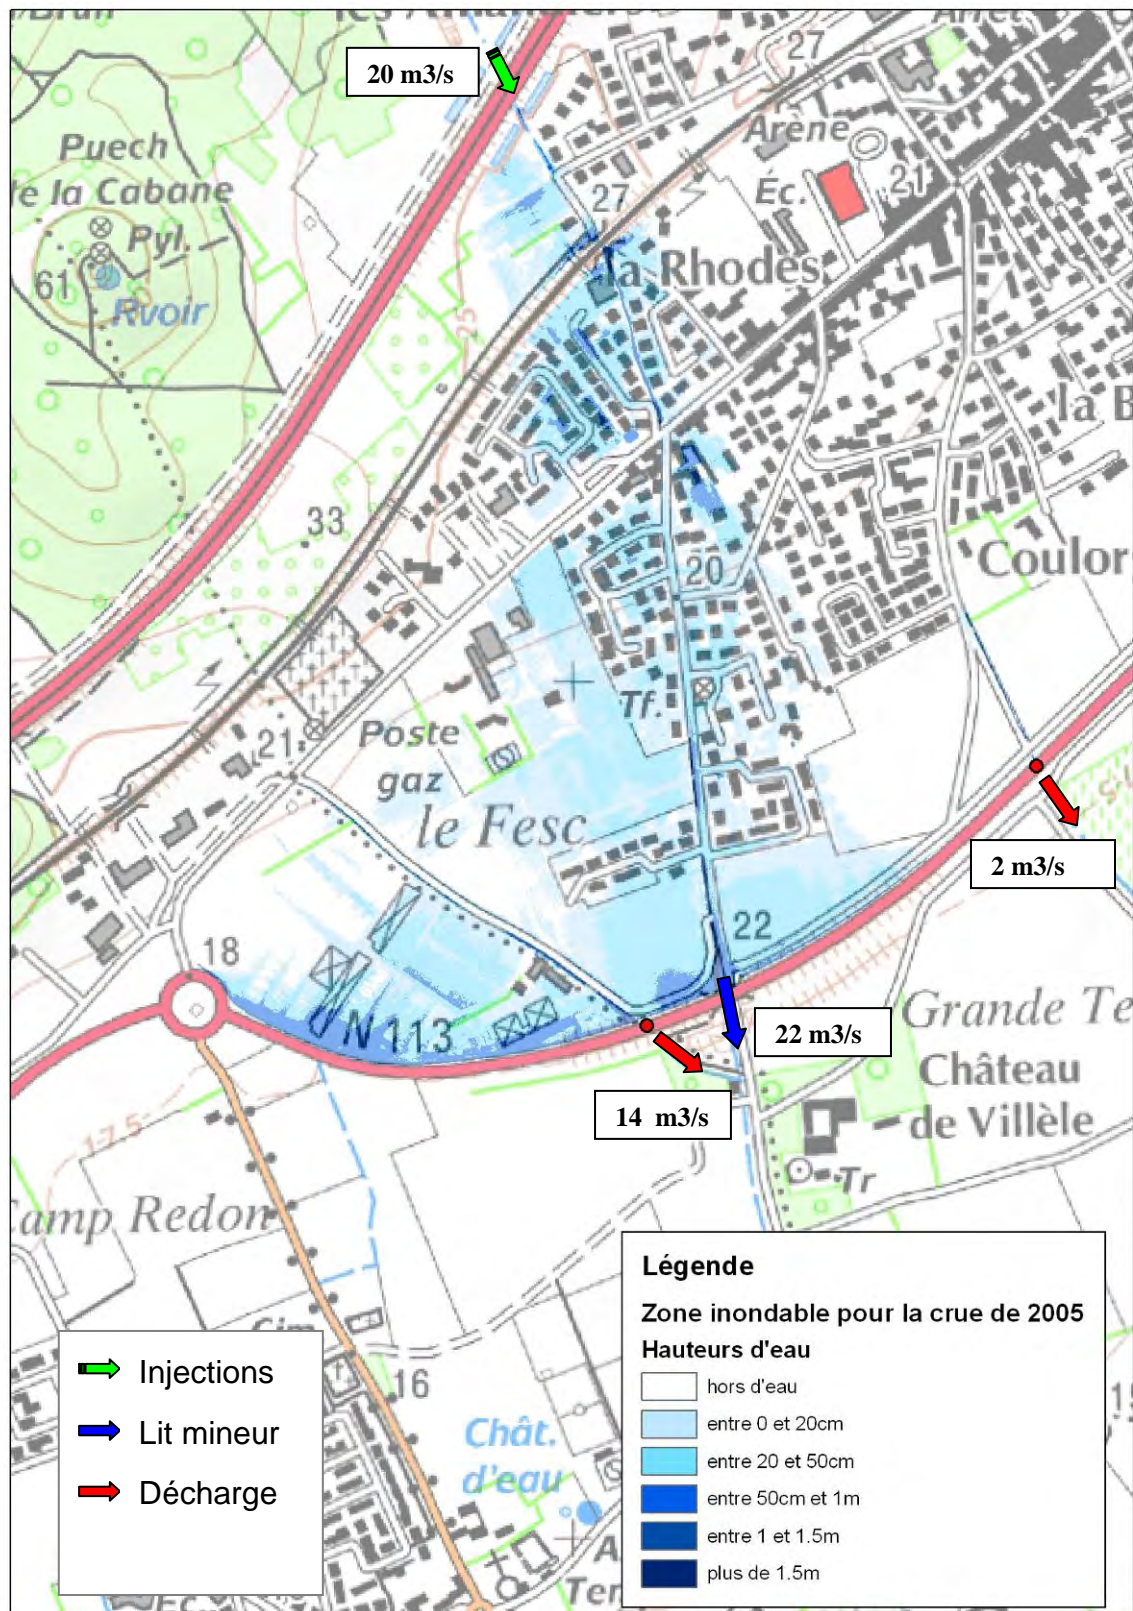 20 m3/s
27
Arène
Puech
de la Cabane
Pyl.
61
Rvoir
27
Éc.
21
la Rhodes
25
la B
33
20
Coulor
Tf.
21
Poste
gaz
le Fesc
2 m3/s
18
22
N 113
22 m3/s
14 m3/s
Grande Te
Château
de Villèle
Tr
17.5
Camp Redon
16
Chât.
d'eau
Injections
Lit mineur
Décharge
Légende
Zone inondable pour la crue de 2005
Hauteurs d'eau
hors d'eau
entre 0 et 20cm
entre 20 et 50cm
entre 50cm et 1m
entre 1 et 1.5m
plus de 1.5m